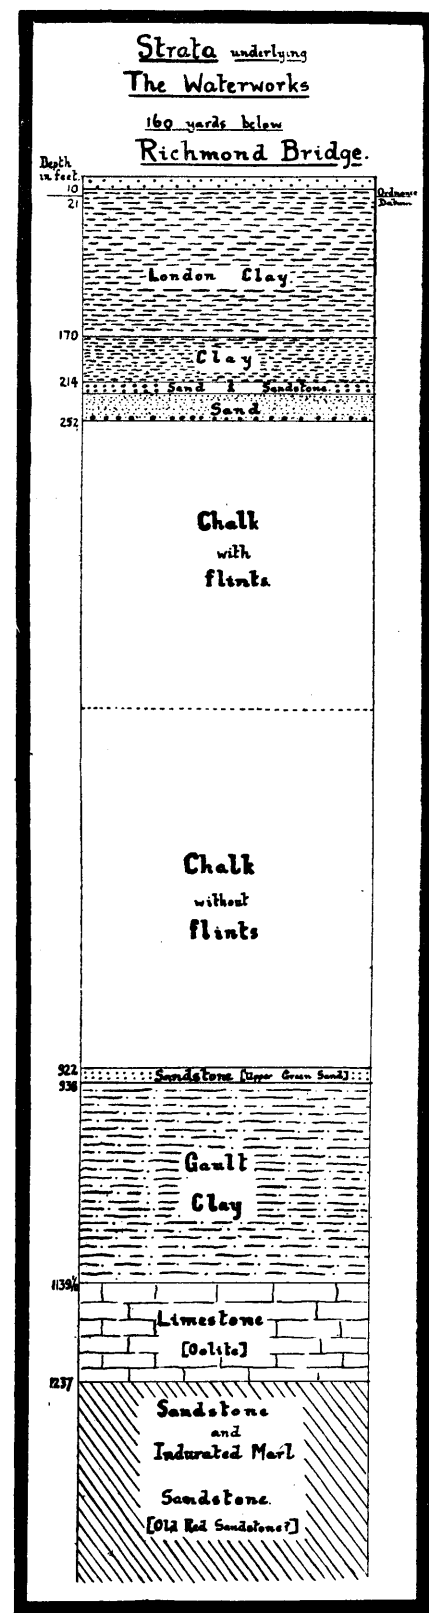 Strata underlying
The Waterworks
160 yards below
Richmond Bridge.
Depth
in feet.
10
Ordnance
Datum
21
London Clay
170
Clay
214
Sand & Sandstone
Sand
252
Chalk
with
flints
Chalk
without
flints
922
Sandstone [Upper Green Sand]
936
Gault
Clay
1139½
Limestone
[Oolite]
1237
Sandstone
and
Indurated Marl
Sandstone.
[Old Red Sandstone?]